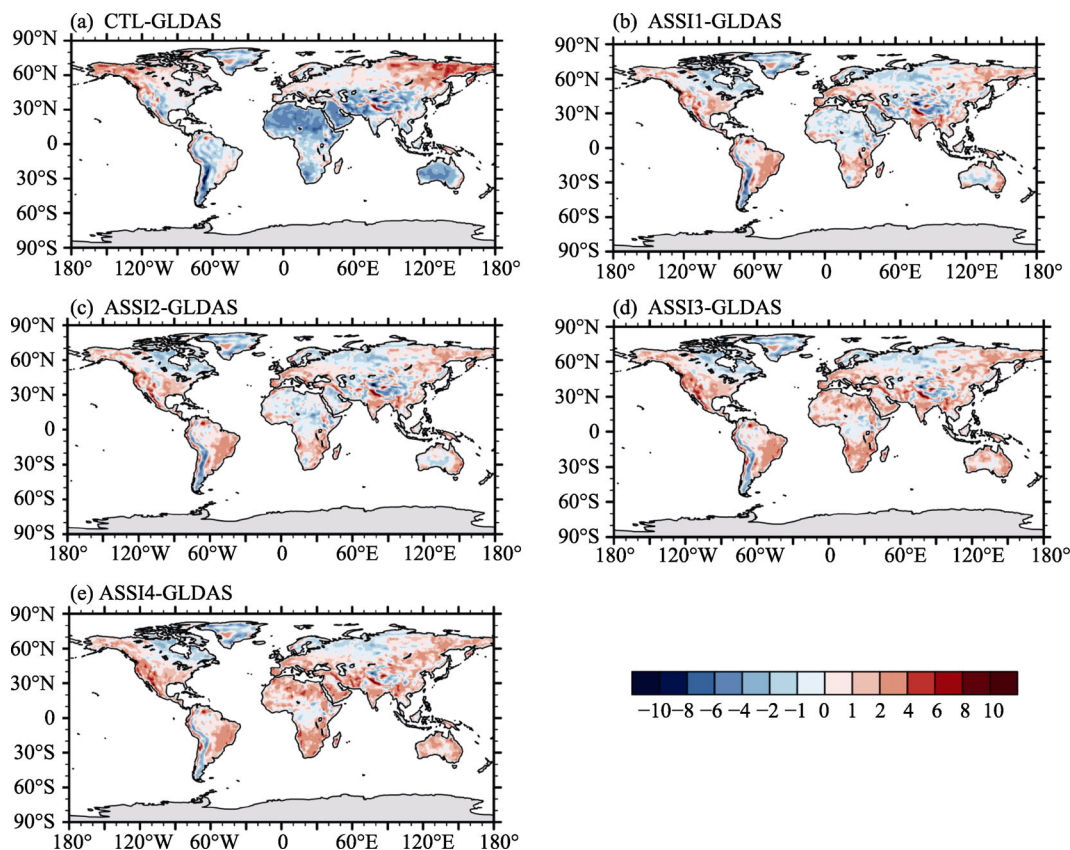 (a) CTL-GLDAS
90°N
60°N
30°N
0
30°S
60°S
90°S
180° 120°W 60°W 0 60°E 120°E 180°
(b) ASSI1-GLDAS
90°N
60°N
30°N
0
30°S
60°S
90°S
180° 120°W 60°W 0 60°E 120°E 180°
(c) ASSI2-GLDAS
90°N
60°N
30°N
0
30°S
60°S
90°S
180° 120°W 60°W 0 60°E 120°E 180°
(d) ASSI3-GLDAS
90°N
60°N
30°N
0
30°S
60°S
90°S
180° 120°W 60°W 0 60°E 120°E 180°
(e) ASSI4-GLDAS
90°N
60°N
30°N
0
30°S
60°S
90°S
180° 120°W 60°W 0 60°E 120°E 180°
−10 −8 −6 −4 −2 −1 0 1 2 4 6 8 10